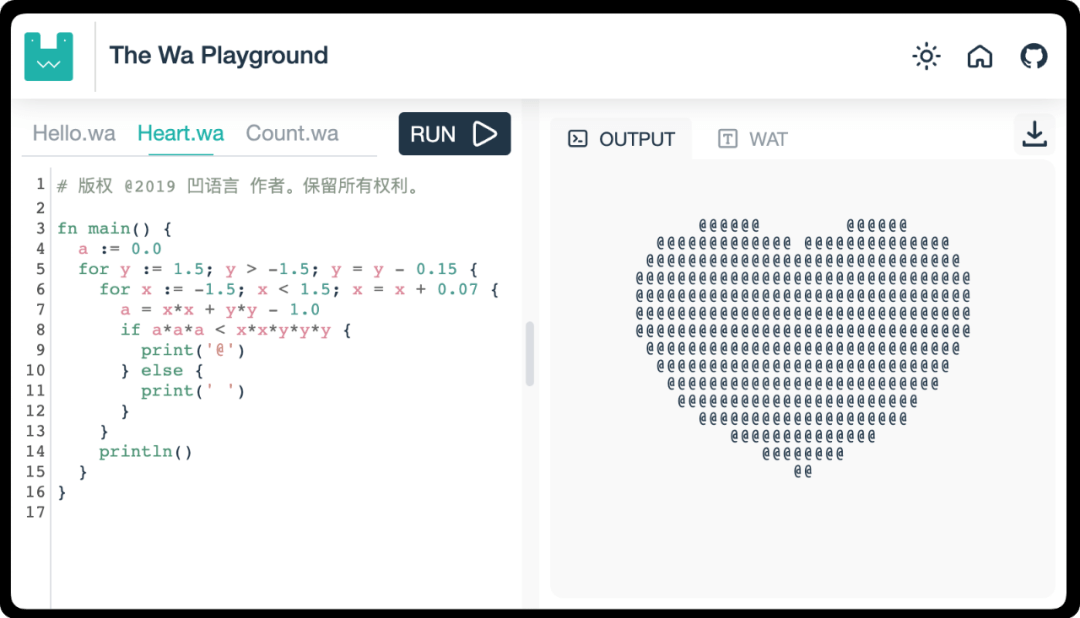 The Wa Playground
Hello.wa Heart.wa Count.wa RUN
1 # 版权 @2019 凹语言 作者。保留所有权利。
2
3 fn main() {
4   a := 0.0
5   for y := 1.5; y > -1.5; y = y - 0.15 {
6     for x := -1.5; x < 1.5; x = x + 0.07 {
7       a = x*x + y*y - 1.0
8       if a*a*a < x*x*y*y*y {
9         print('@')
10       } else {
11         print(' ')
12       }
13     }
14     println()
15   }
16 }
17
OUTPUT WAT
      @@@@@@        @@@@@@
  @@@@@@@@@@@@@ @@@@@@@@@@@@@@
 @@@@@@@@@@@@@@@@@@@@@@@@@@@@@@
@@@@@@@@@@@@@@@@@@@@@@@@@@@@@@@@
@@@@@@@@@@@@@@@@@@@@@@@@@@@@@@@@
@@@@@@@@@@@@@@@@@@@@@@@@@@@@@@@@
@@@@@@@@@@@@@@@@@@@@@@@@@@@@@@@@
 @@@@@@@@@@@@@@@@@@@@@@@@@@@@@@
  @@@@@@@@@@@@@@@@@@@@@@@@@@@@
   @@@@@@@@@@@@@@@@@@@@@@@@@@
    @@@@@@@@@@@@@@@@@@@@@@@
      @@@@@@@@@@@@@@@@@@@@
         @@@@@@@@@@@@@@
            @@@@@@@@
               @@